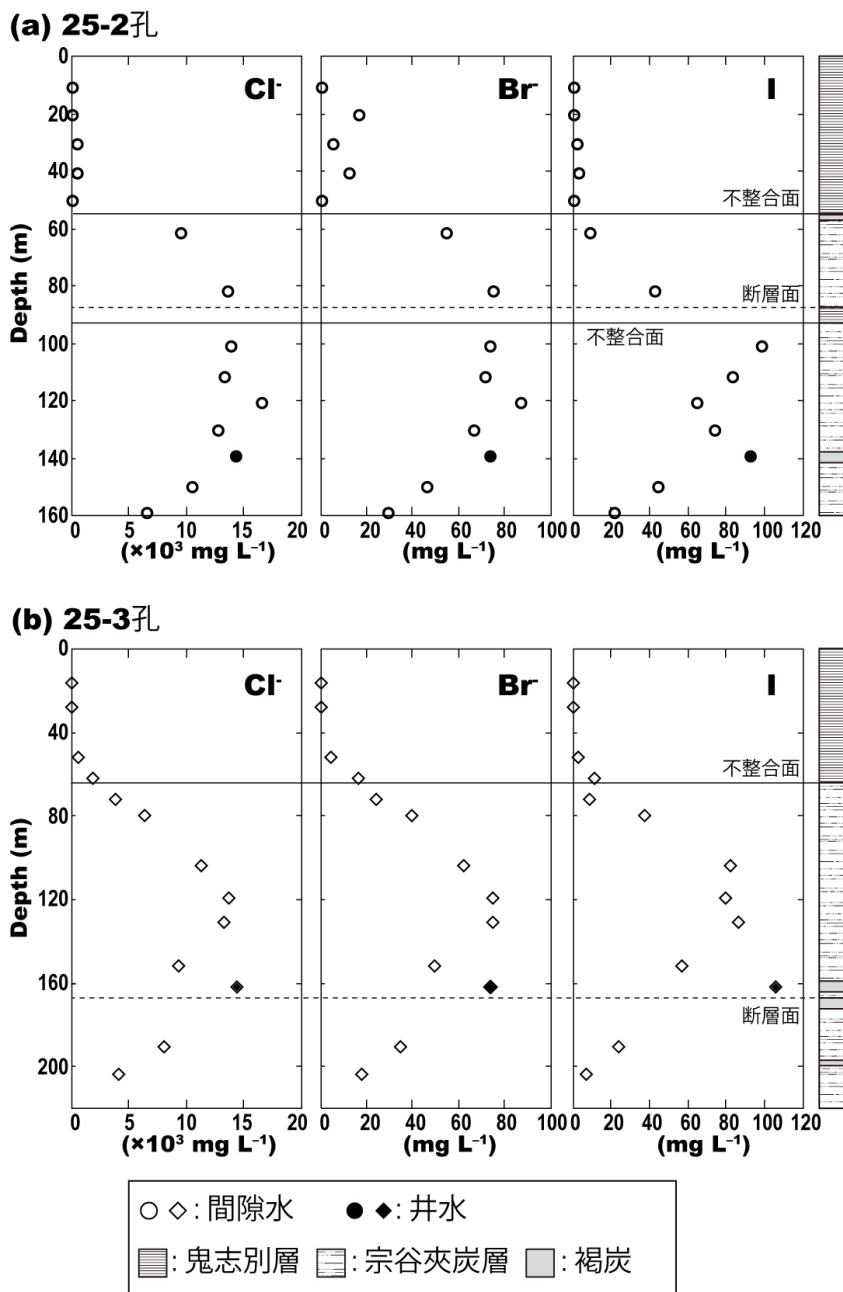 (a) 25-2孔
Cl-
Br-
I
0
20
40
60
80
100
120
140
160
Depth (m)
不整合面
断層面
不整合面
0 5 10 15 20
(×10³ mg L⁻¹)
0 20 40 60 80 100
(mg L⁻¹)
0 20 40 60 80 100 120
(mg L⁻¹)
(b) 25-3孔
Cl-
Br-
I
0
40
80
120
160
200
Depth (m)
不整合面
断層面
0 5 10 15 20
(×10³ mg L⁻¹)
0 20 40 60 80 100
(mg L⁻¹)
0 20 40 60 80 100 120
(mg L⁻¹)
○ ◇ : 間隙水 ● ◆ : 井水
: 鬼志別層 : 宗谷夾炭層 : 褐炭